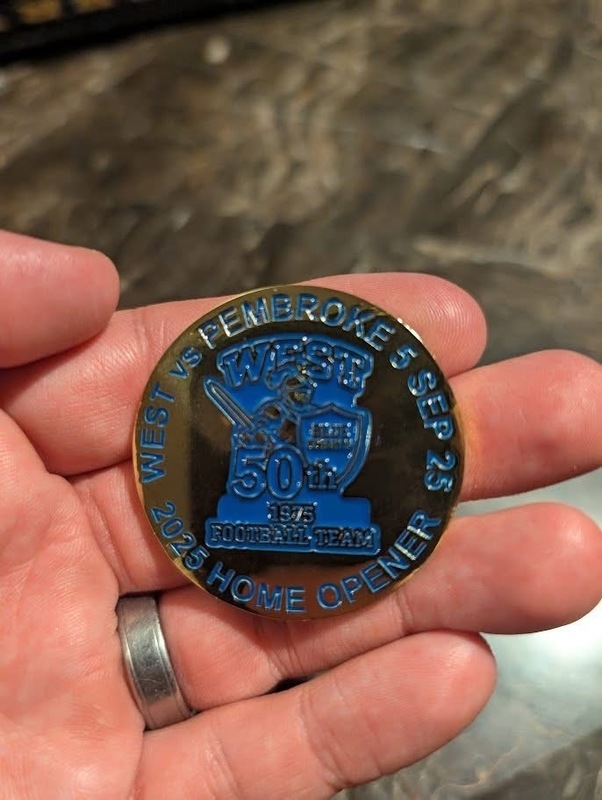 WEST vs PEMBROKE 5 SEP 25
WEST
50th
1975
FOOTBALL TEAM
2025 HOME OPENER